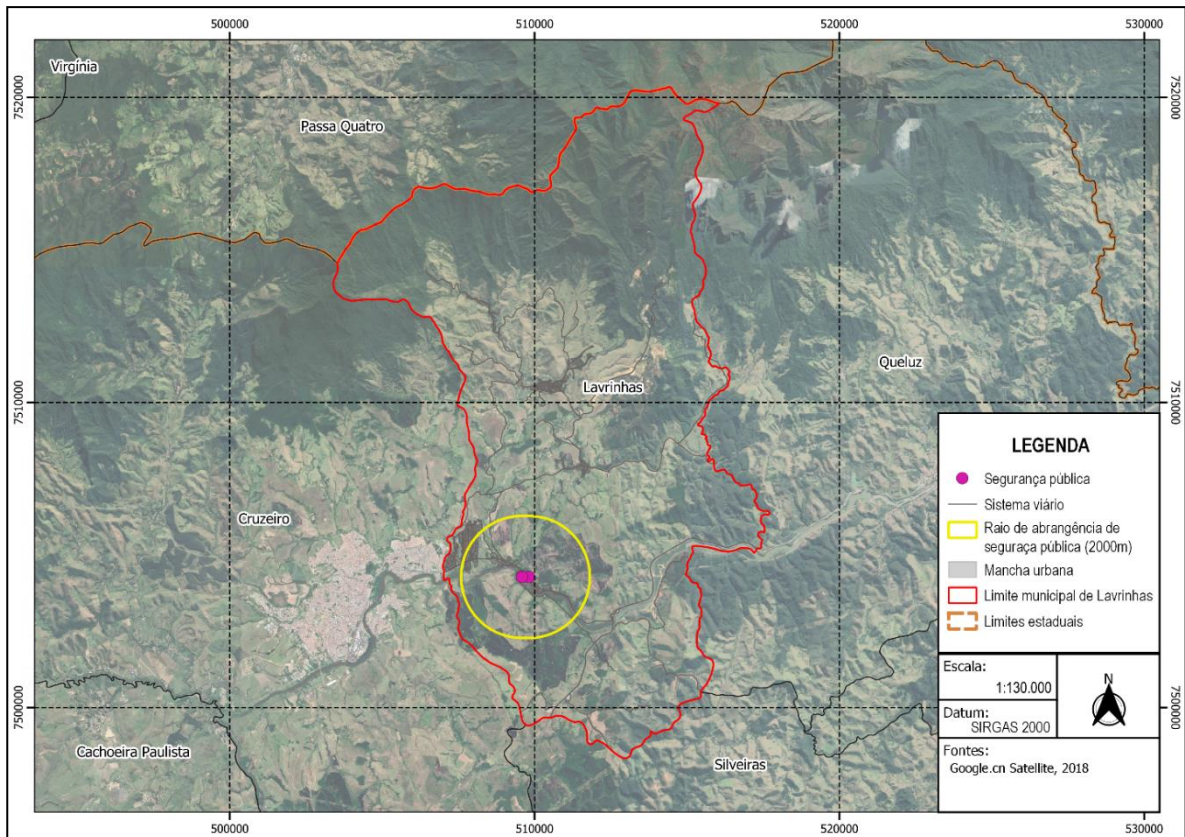 500000
510000
520000
530000
Virgínia
7520000
7520000
Passa Quatro
Queluz
Lavrinhas
7510000
7510000
Cruzeiro
LEGENDA
Segurança pública
Sistema viário
Raio de abrangência de
seguraça pública (2000m)
Mancha urbana
Limite municipal de Lavrinhas
Limites estaduais
Escala:
1:130.000
N
Datum:
SIRGAS 2000
Fontes:
Google.cn Satellite, 2018
7500000
7500000
Cachoeira Paulista
Silveiras
500000
510000
520000
530000